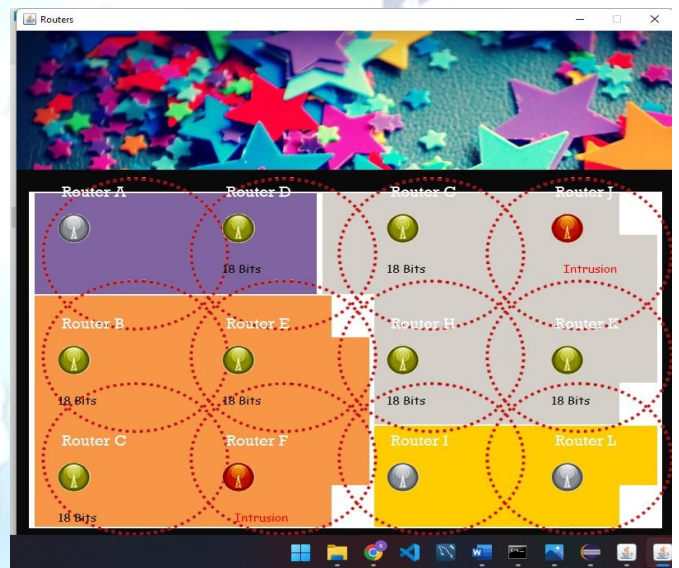 Routers
Router A Router D Router G Router J
18 Bits 18 Bits Intrusion
Router B Router E Router H Router K
18 Bits 18 Bits 18 Bits 18 Bits
Router C Router F Router I Router L
18 Bits Intrusion